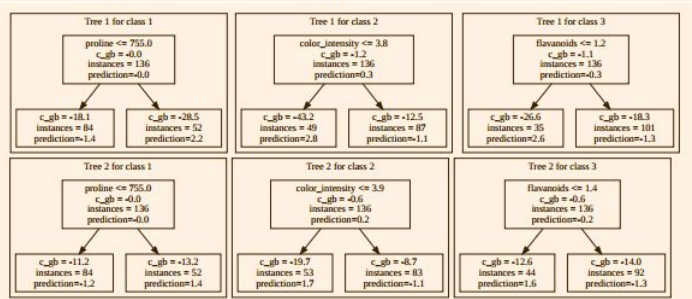 Tree 1 for class 1
proline <= 755.0
c_gb = -0.0
instances = 136
prediction=-0.0
c_gb = -18.1
instances = 84
prediction=-1.4
c_gb = -28.5
instances = 52
prediction=2.2
Tree 1 for class 2
color_intensity <= 3.8
c_gb = -1.2
instances = 136
prediction=0.3
c_gb = -43.2
instances = 49
prediction=2.8
c_gb = -12.5
instances = 87
prediction=-1.1
Tree 1 for class 3
flavanoids <= 1.2
c_gb = -1.1
instances = 136
prediction=-0.3
c_gb = -26.6
instances = 35
prediction=2.6
c_gb = -18.3
instances = 101
prediction=-1.3
Tree 2 for class 1
proline <= 755.0
c_gb = -0.0
instances = 136
prediction=-0.0
c_gb = -11.2
instances = 84
prediction=-1.2
c_gb = -13.2
instances = 52
prediction=1.4
Tree 2 for class 2
color_intensity <= 3.9
c_gb = -0.6
instances = 136
prediction=0.2
c_gb = -19.7
instances = 53
prediction=1.7
c_gb = -8.7
instances = 83
prediction=-1.1
Tree 2 for class 3
flavanoids <= 1.4
c_gb = -0.6
instances = 136
prediction=-0.2
c_gb = -12.6
instances = 44
prediction=1.6
c_gb = -14.0
instances = 92
prediction=-1.3